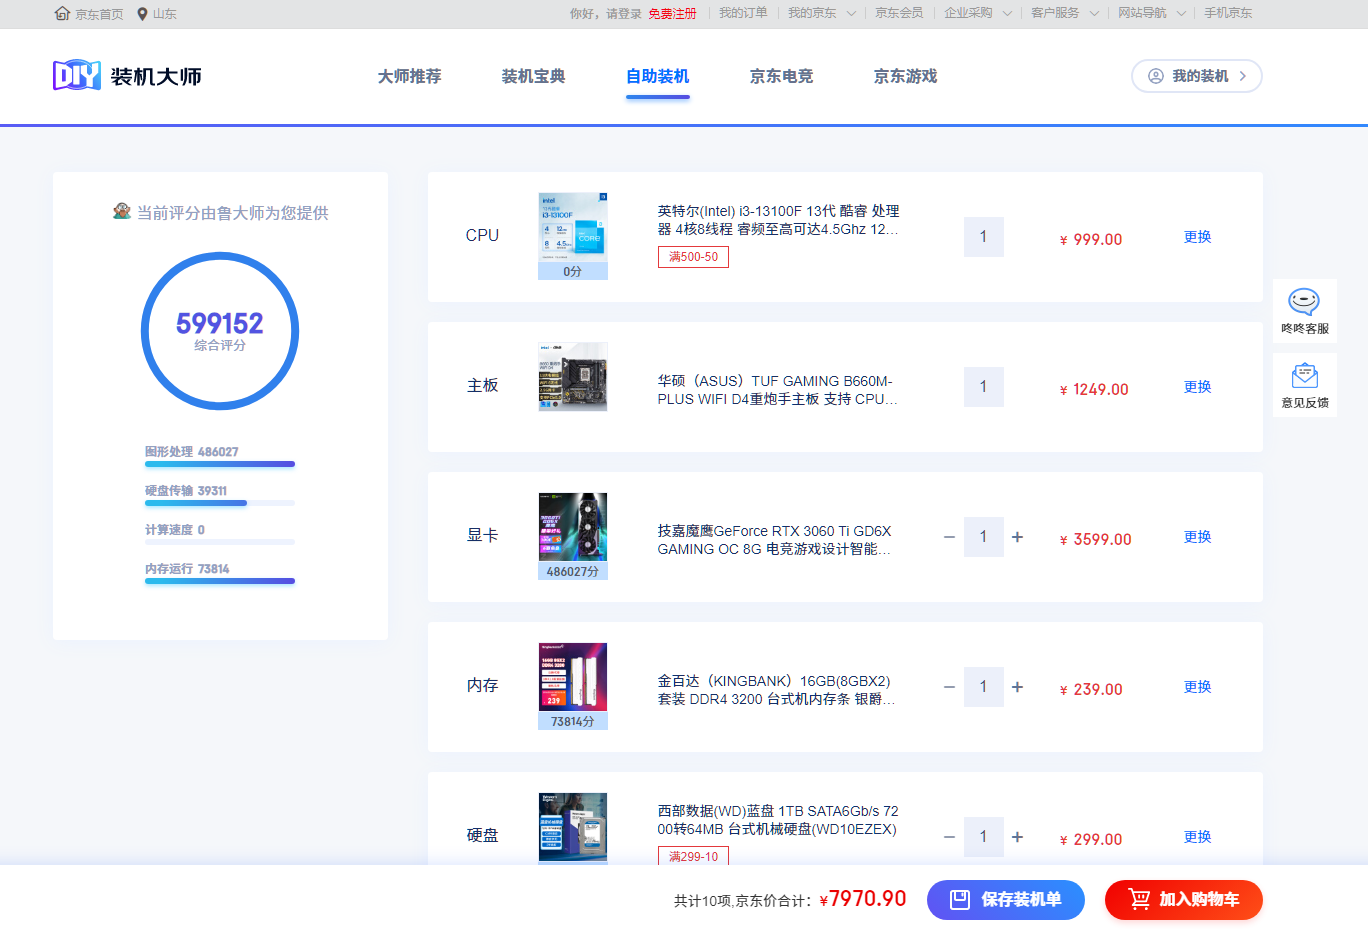 京东首页 山东
你好，请登录 免费注册 我的订单 我的京东 京东会员 企业采购 客户服务 网站导航 手机京东
DIY 装机大师
大师推荐 装机宝典 自助装机 京东电竞 京东游戏
我的装机
当前评分由鲁大师为您提供
599152
综合评分
图形处理 486027
硬盘传输 39311
计算速度 0
内存运行 73814
CPU
0分
英特尔(Intel) i3-13100F 13代 酷睿 处理
器 4核8线程 睿频至高可达4.5Ghz 12...
满500-50
1
¥ 999.00
更换
主板
华硕（ASUS）TUF GAMING B660M-
PLUS WIFI D4重炮手主板 支持 CPU...
1
¥ 1249.00
更换
显卡
486027分
技嘉魔鹰GeForce RTX 3060 Ti GD6X
GAMING OC 8G 电竞游戏设计智能...
− 1 +
¥ 3599.00
更换
内存
73814分
金百达（KINGBANK）16GB(8GBX2)
套装 DDR4 3200 台式机内存条 银爵...
− 1 +
¥ 239.00
更换
硬盘
西部数据(WD)蓝盘 1TB SATA6Gb/s 72
00转64MB 台式机械硬盘(WD10EZEX)
满299-10
− 1 +
¥ 299.00
更换
咚咚客服
意见反馈
共计10项,京东价合计：¥7970.90
保存装机单
加入购物车